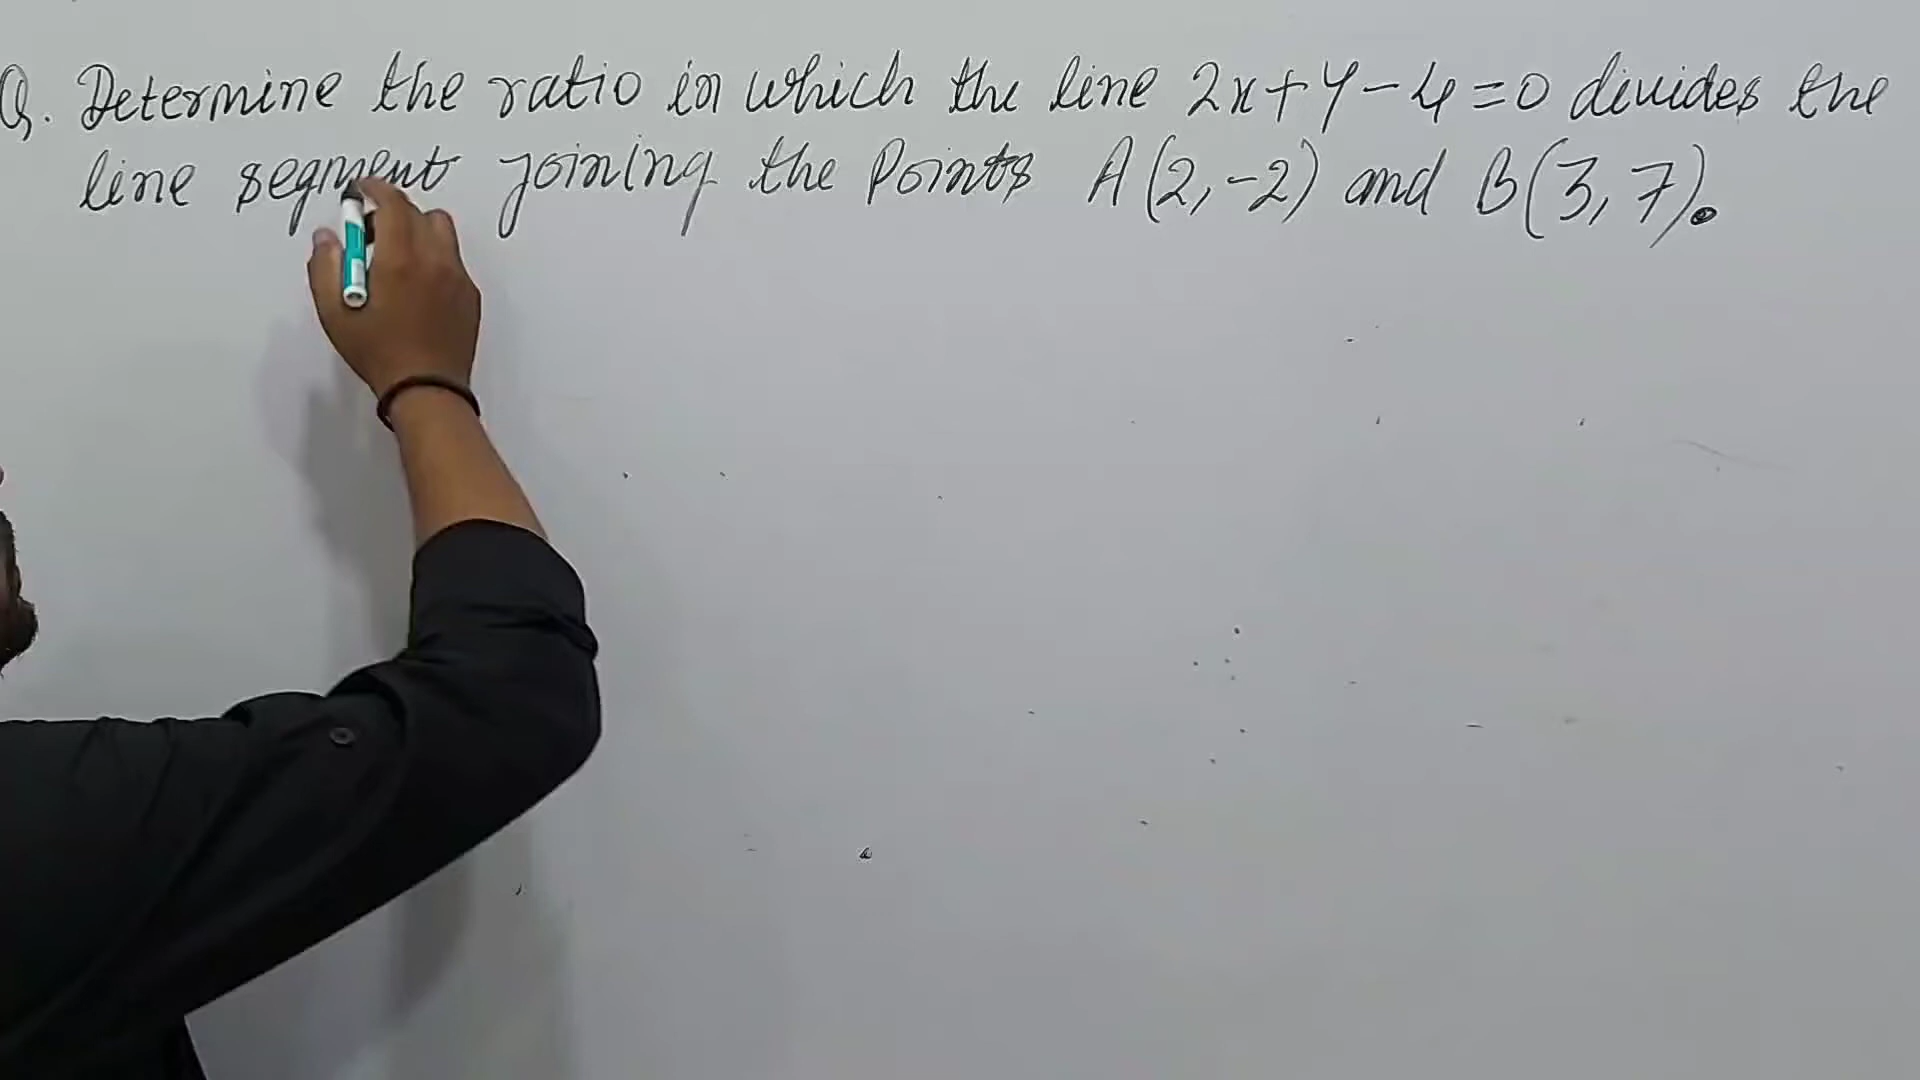 Q. Determine the ratio in which the line 2x+y-4=0 divides the
line segment joining the Points A(2,-2) and B(3,7).